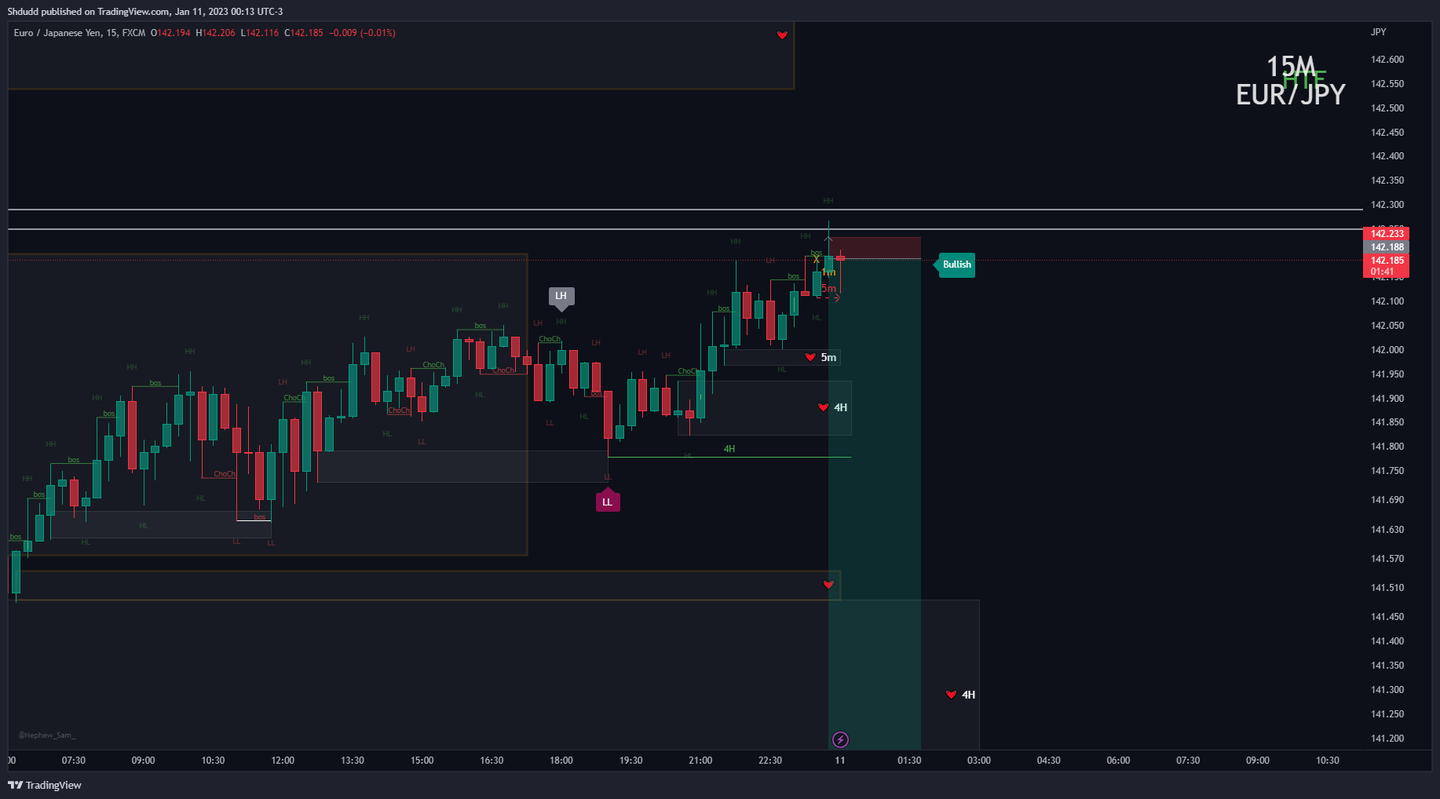 Shdudd published on TradingView.com, Jan 11, 2023 00:13 UTC-3
Euro / Japanese Yen, 15, FXCM O142.194 H142.206 L142.116 C142.185 −0.009 (−0.01%)
JPY
15M
HTF
EUR/JPY
142.600
142.550
142.500
142.450
142.400
142.350
142.300
142.233
142.188
142.185
01:41
142.100
142.050
142.000
141.950
141.900
141.850
141.800
141.750
141.690
141.630
141.570
141.510
141.450
141.400
141.350
141.300
141.250
141.200
HH
HH
bos
Bullish
HH
LH
X
1m
bos
5m
LH
HH
bos
HL
HH
HH
HH
HH
bos
LH
HH
LH
ChoCh
HH
LH
LH
LH
5m
HH
HH
bos
LH
ChoCh
ChoCh
ChoCh
HL
HH
bos
LH
ChoCh
HL
bos
4H
HH
bos
ChoCh
LL
HL
HH
bos
HL
LL
4H
HL
HH
bos
ChoCh
LL
LL
bos
HL
bos
HL
bos
HL
LL
LL
4H
@Nephew_Sam_
07:30 09:00 10:30 12:00 13:30 15:00 16:30 18:00 19:30 21:00 22:30 11 01:30 03:00 04:30 06:00 07:30 09:00 10:30
TradingView